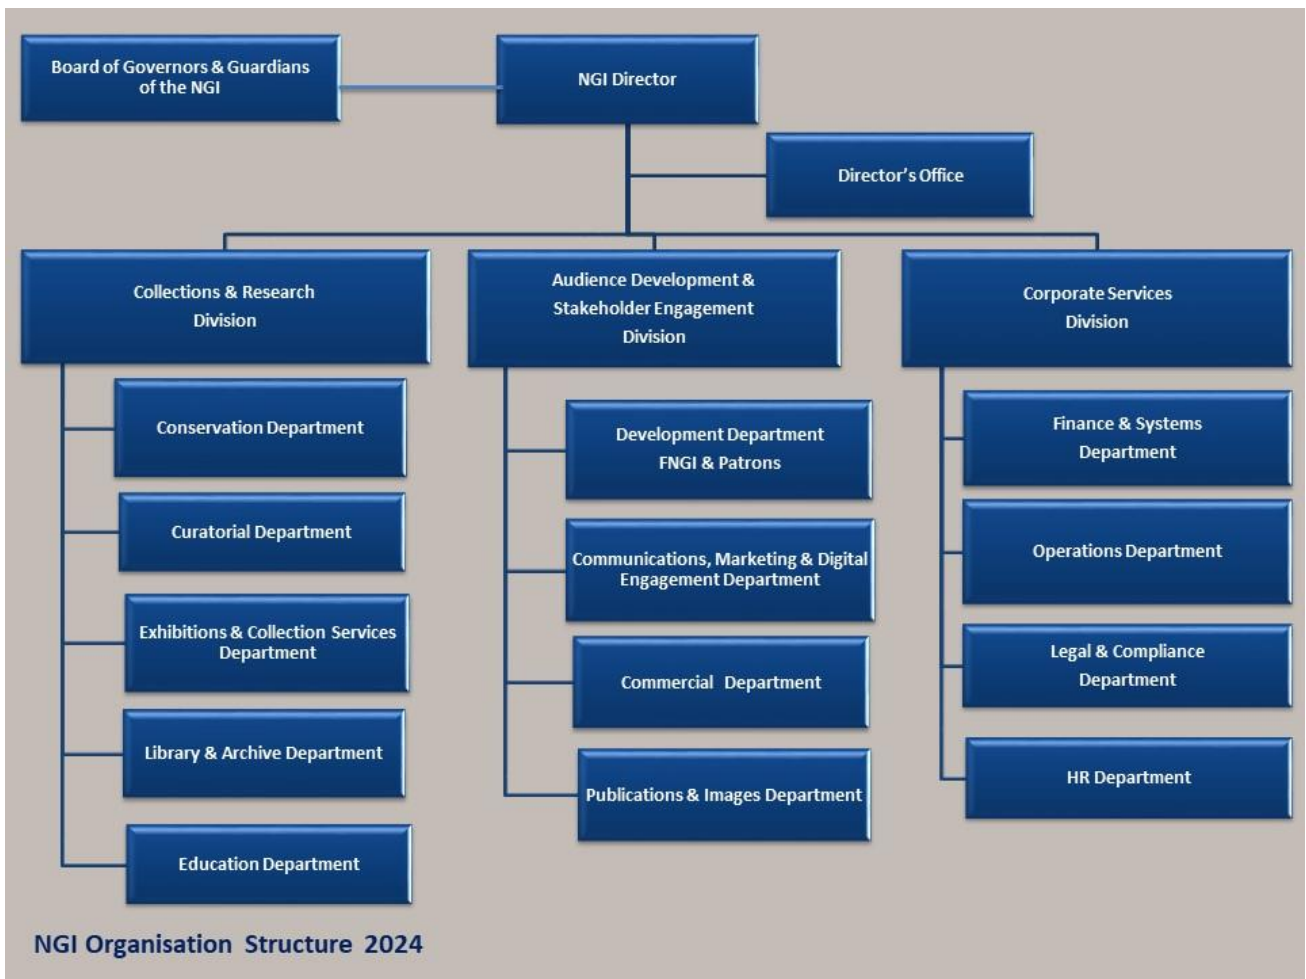 Board of Governors & Guardians
of the NGI
NGI Director
Director's Office
Collections & Research
Division
Conservation Department
Curatorial Department
Exhibitions & Collection Services
Department
Library & Archive Department
Education Department
Audience Development &
Stakeholder Engagement
Division
Development Department
FNGI & Patrons
Communications, Marketing & Digital
Engagement Department
Commercial Department
Publications & Images Department
Corporate Services
Division
Finance & Systems
Department
Operations Department
Legal & Compliance
Department
HR Department
NGI Organisation Structure 2024